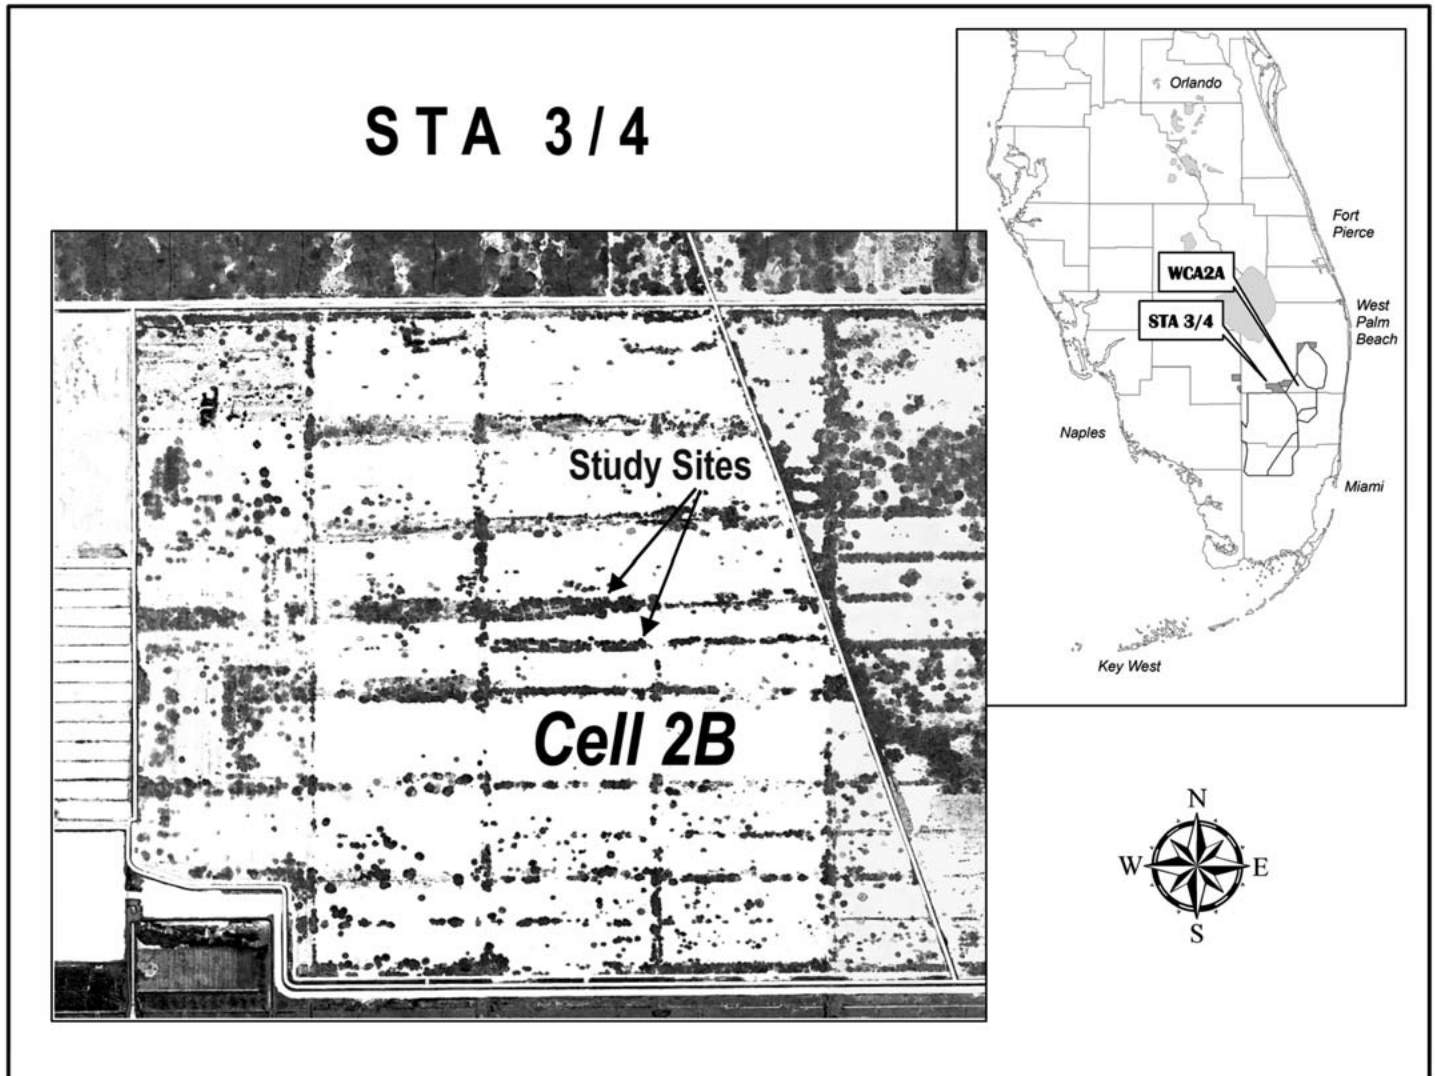 STA 3/4
Orlando
Fort
Pierce
WCA2A
STA 3/4
West
Palm
Beach
Naples
Miami
Key West
Study Sites
Cell 2B
N
W E
S